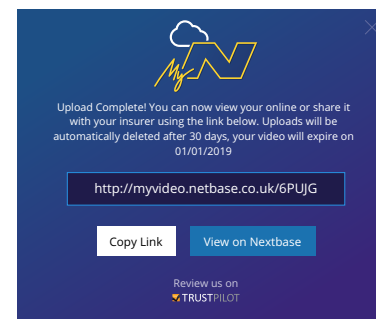 My N
Upload Complete! You can now view your online or share it
with your insurer using the link below. Uploads will be
automatically deleted after 30 days, your video will expire on
01/01/2019
http://myvideo.netbase.co.uk/6PUJG
Copy Link View on Nextbase
Review us on
TRUSTPILOT